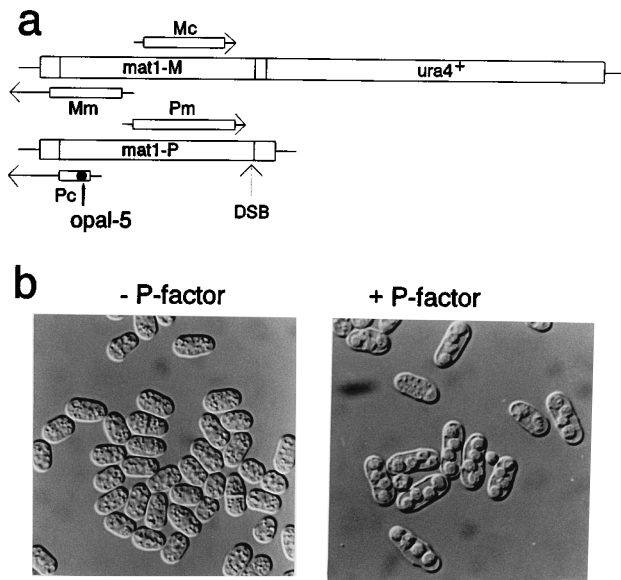 a
Mc
mat1-M ura4+
Mm
Pm
mat1-P
Pc
opal-5
DSB
b
- P-factor
+ P-factor